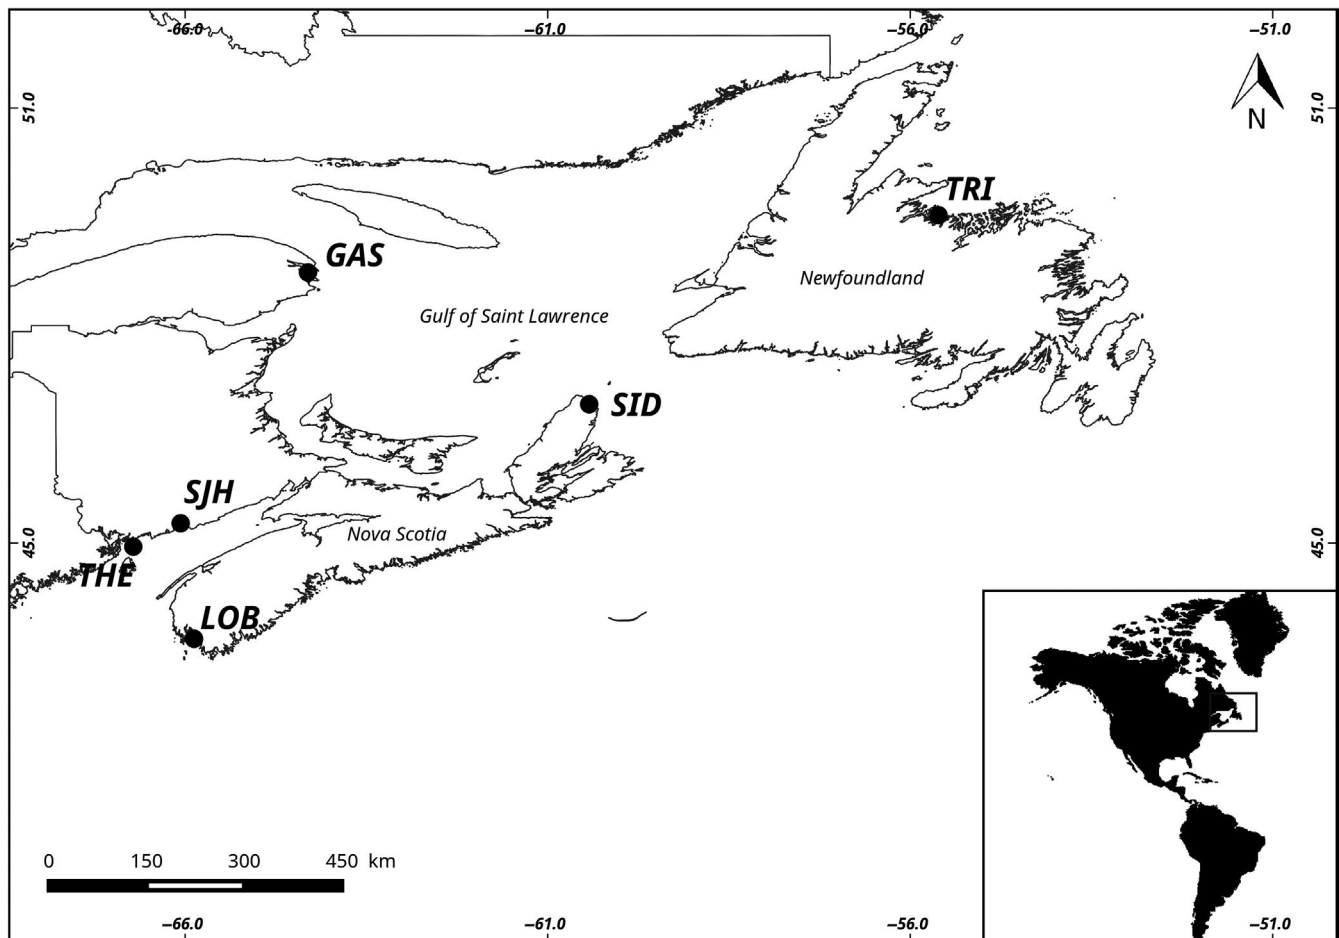 –66.0 –61.0 –56.0 –51.0
51.0 51.0
N
TRI
GAS
Newfoundland
Gulf of Saint Lawrence
SID
SJH
Nova Scotia
45.0 45.0
THE
LOB
0 150 300 450 km
–66.0 –61.0 –56.0 –51.0